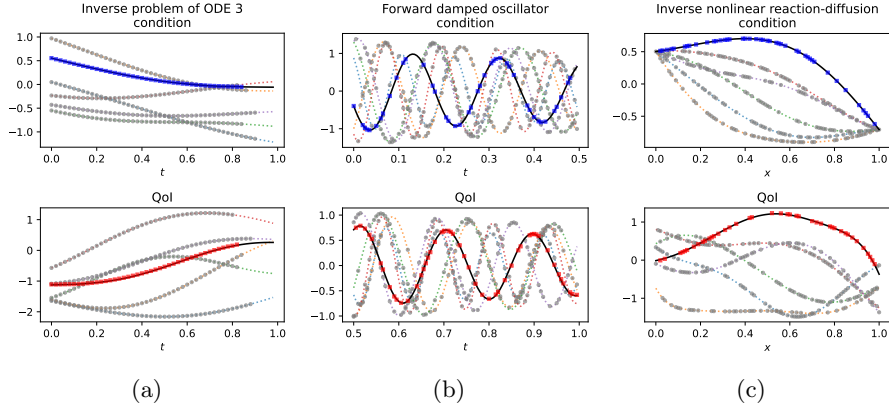 Inverse problem of ODE 3
condition
0.5
0.0
−0.5
−1.0
0.0 0.2 0.4 0.6 0.8 1.0
t
QoI
1
0
−1
−2
0.0 0.2 0.4 0.6 0.8 1.0
t
(a)
Forward damped oscillator
condition
1
0
−1
0.0 0.1 0.2 0.3 0.4 0.5
t
QoI
1.0
0.5
0.0
−0.5
−1.0
0.5 0.6 0.7 0.8 0.9 1.0
t
(b)
Inverse nonlinear reaction-diffusion
condition
0.5
−0.5
0.0 0.2 0.4 0.6 0.8 1.0
x
QoI
1
0
−1
0.0 0.2 0.4 0.6 0.8 1.0
x
(c)